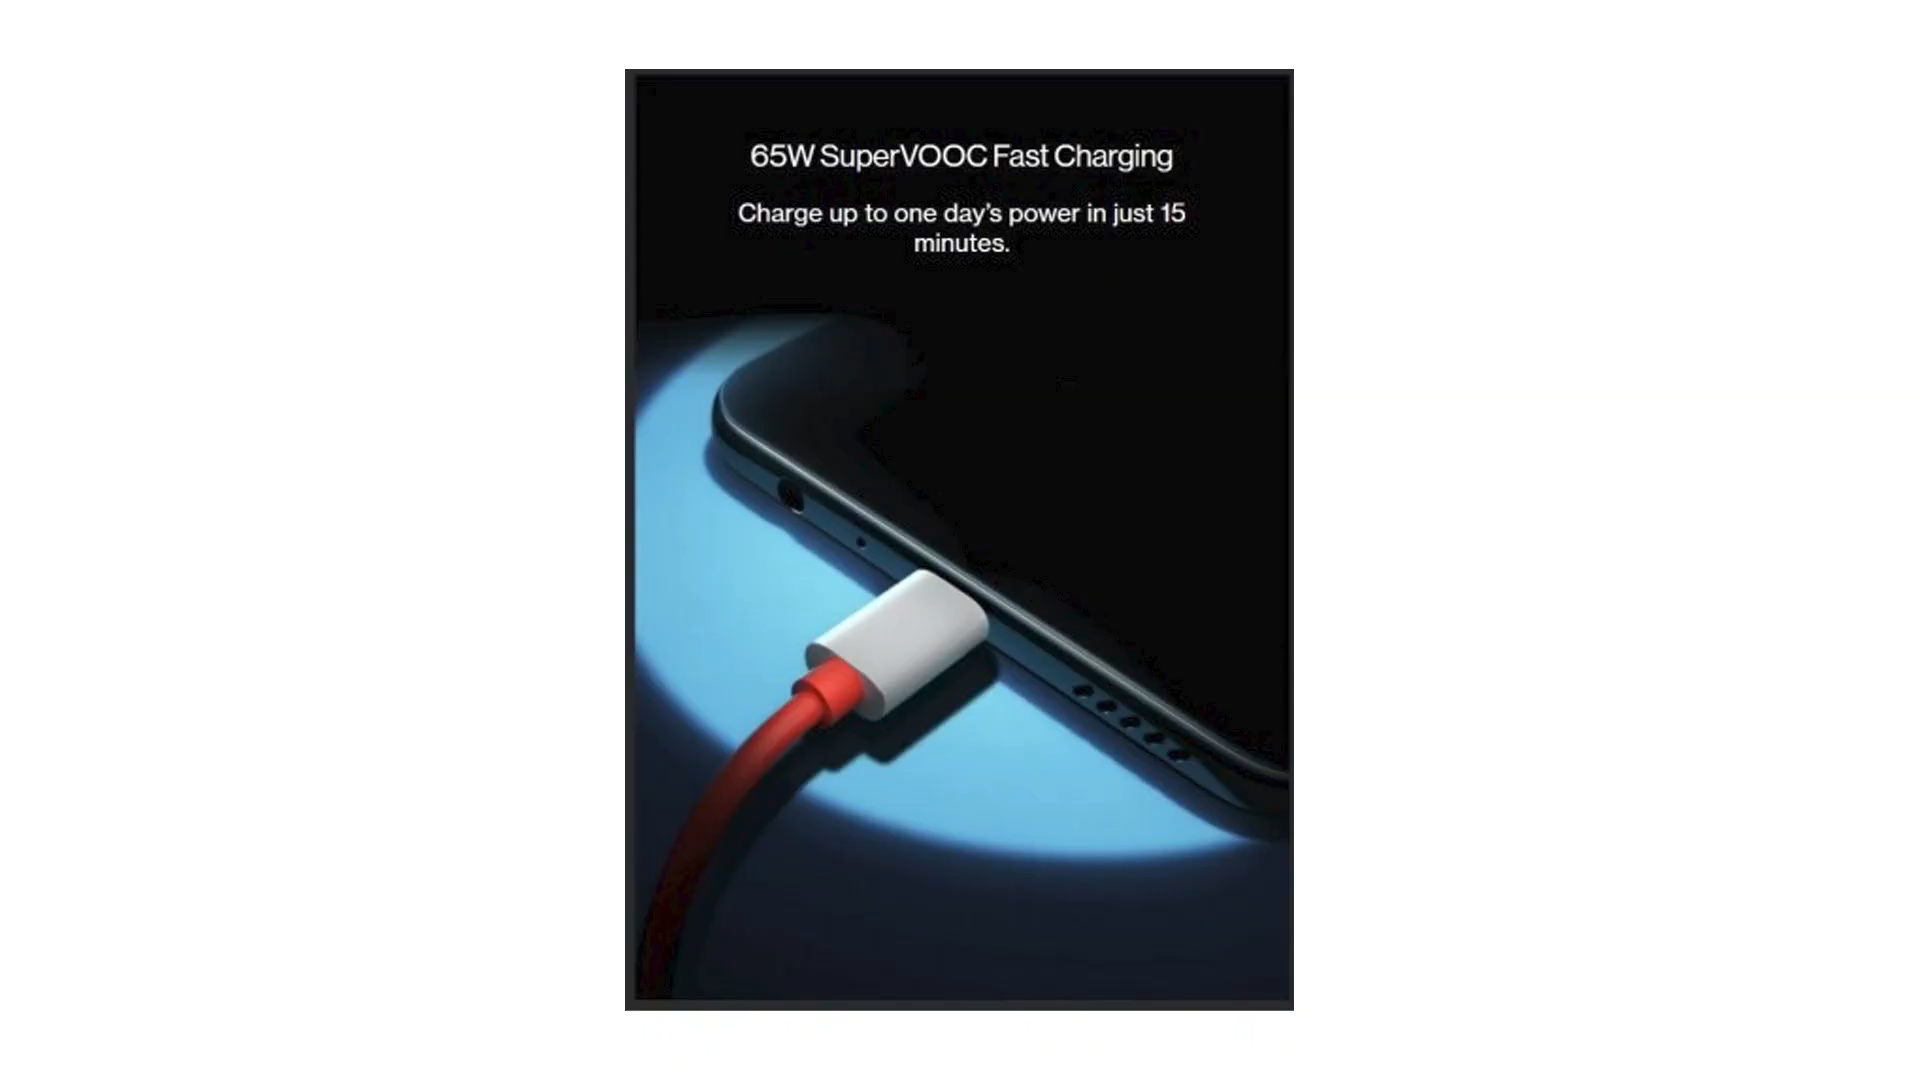 65W SuperVOOC Fast Charging
Charge up to one day’s power in just 15
minutes.